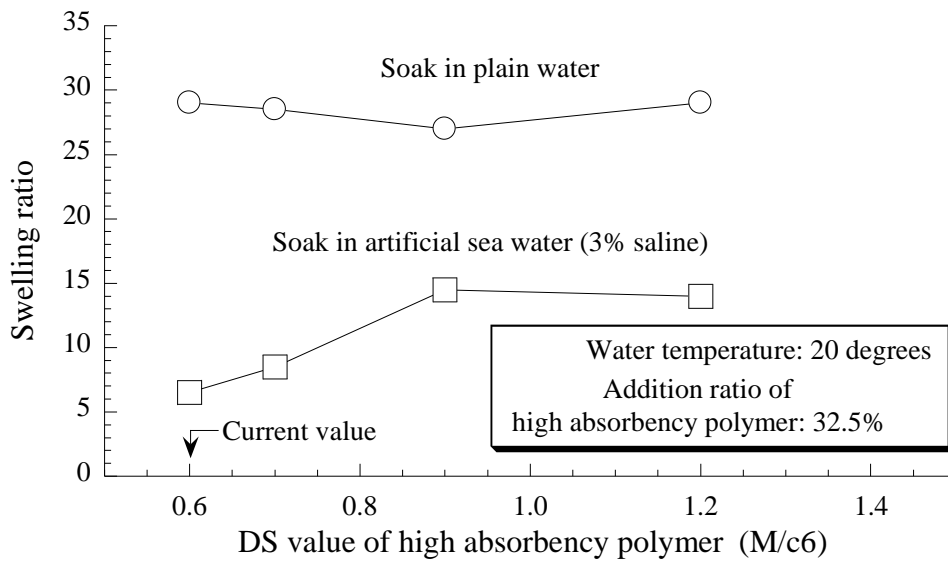 35
30
25
20
15
10
5
0
Swelling ratio
Soak in plain water
Soak in artificial sea water (3% saline)
Water temperature: 20 degrees
Addition ratio of
high absorbency polymer: 32.5%
Current value
0.6 0.8 1.0 1.2 1.4
DS value of high absorbency polymer (M/c6)